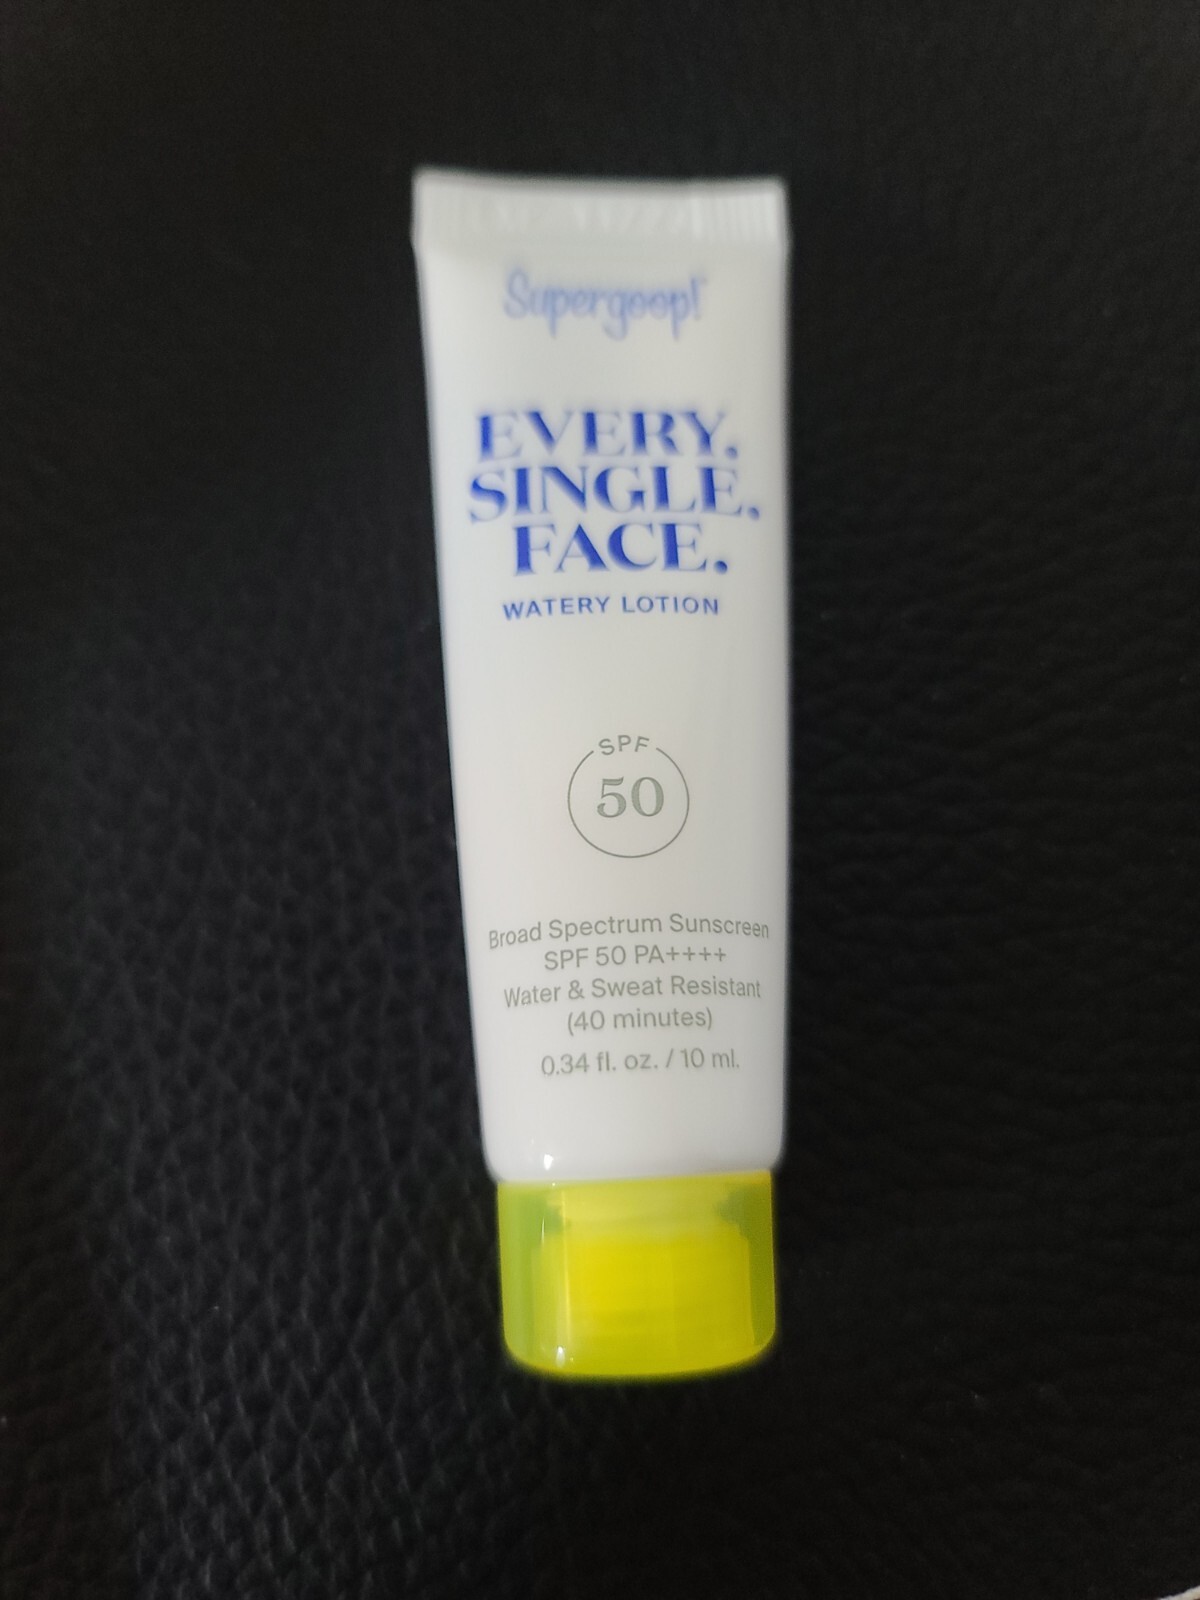 Supergoop!
EVERY.
SINGLE.
FACE.
WATERY LOTION
SPF
50
Broad Spectrum Sunscreen
SPF 50 PA++++
Water & Sweat Resistant
(40 minutes)
0.34 fl. oz. / 10 ml.